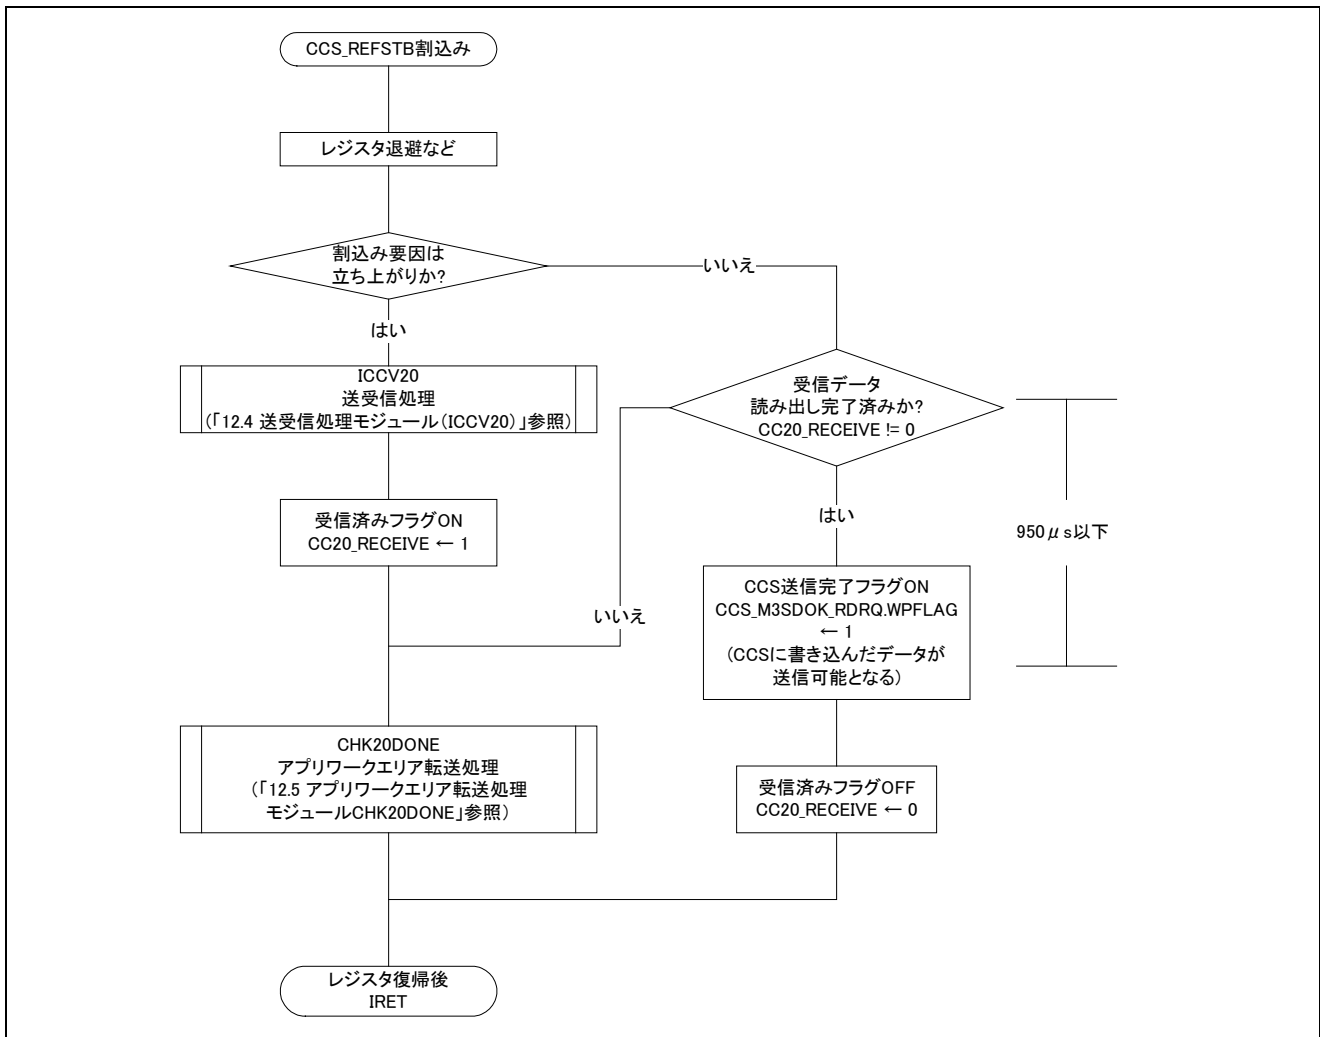 CCS_REFSTB割込み
レジスタ退避など
割込み要因は
立ち上がりか?
いいえ
はい
ICCV20
送受信処理
(「12.4 送受信処理モジュール(ICCV20)」参照)
受信データ
読み出し完了済みか?
CC20_RECEIVE != 0
受信済みフラグON
CC20_RECEIVE ← 1
はい
950μs以下
いいえ
CCS送信完了フラグON
CCS_M3SDOK_RDRQ.WPFLAG
← 1
(CCSに書き込んだデータが
送信可能となる)
CHK20DONE
アプリワークエリア転送処理
(「12.5 アプリワークエリア転送処理
モジュールCHK20DONE」参照)
受信済みフラグOFF
CC20_RECEIVE ← 0
レジスタ復帰後
IRET